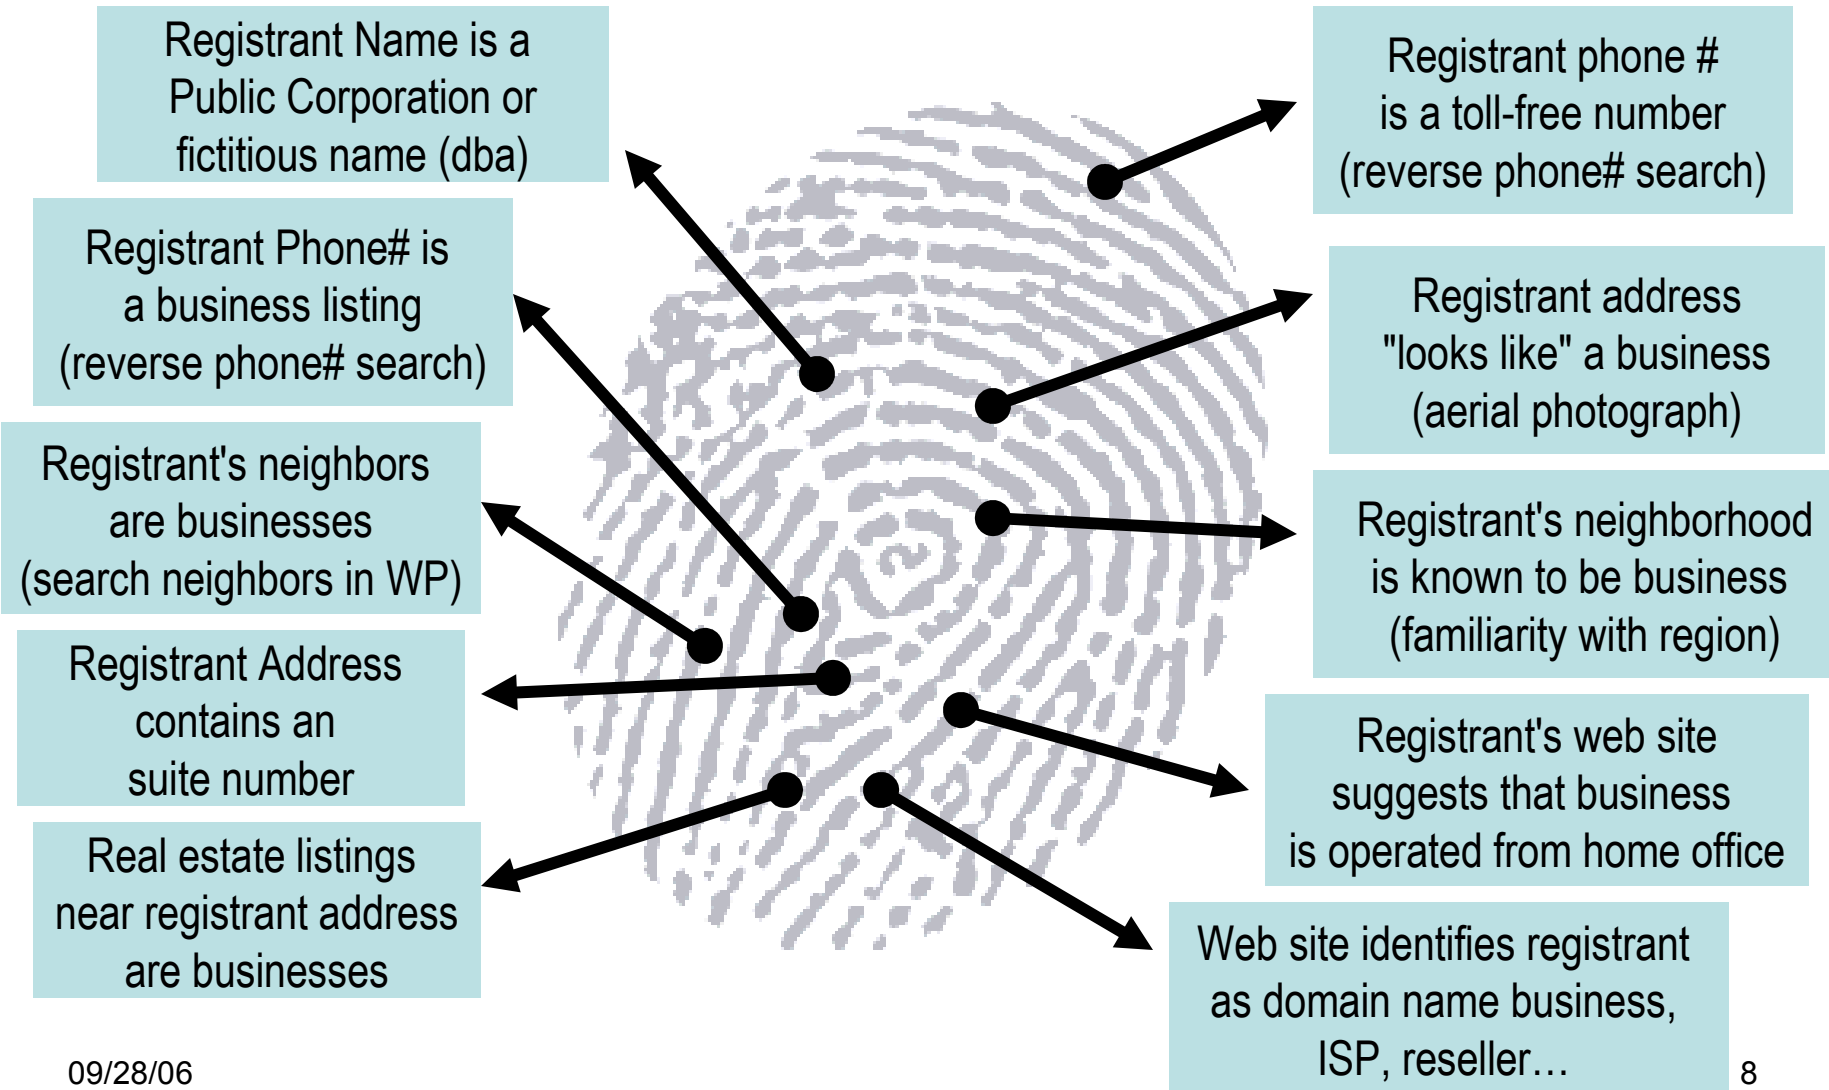 Registrant Name is a
Public Corporation or
fictitious name (dba)
Registrant Phone# is
a business listing
(reverse phone# search)
Registrant's neighbors
are businesses
(search neighbors in WP)
Registrant Address
contains an
suite number
Real estate listings
near registrant address
are businesses
Registrant phone #
is a toll-free number
(reverse phone# search)
Registrant address
"looks like" a business
(aerial photograph)
Registrant's neighborhood
is known to be business
(familiarity with region)
Registrant's web site
suggests that business
is operated from home office
Web site identifies registrant
as domain name business,
ISP, reseller…
09/28/06
8